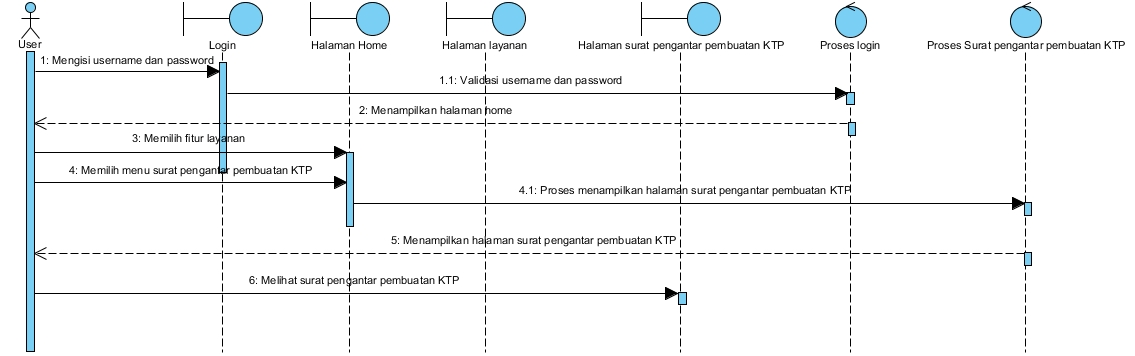 User
Login
Halaman Home
Halaman layanan
Halaman surat pengantar pembuatan KTP
Proses login
Proses Surat pengantar pembuatan KTP
1: Mengisi username dan password
1.1: Validasi username dan password
2: Menampilkan halaman home
3: Memilih fitur layanan
4: Memilih menu surat pengantar pembuatan KTP
4.1: Proses menampilkan halaman surat pengantar pembuatan KTP
5: Menampilkan halaman surat pengantar pembuatan KTP
6: Melihat surat pengantar pembuatan KTP